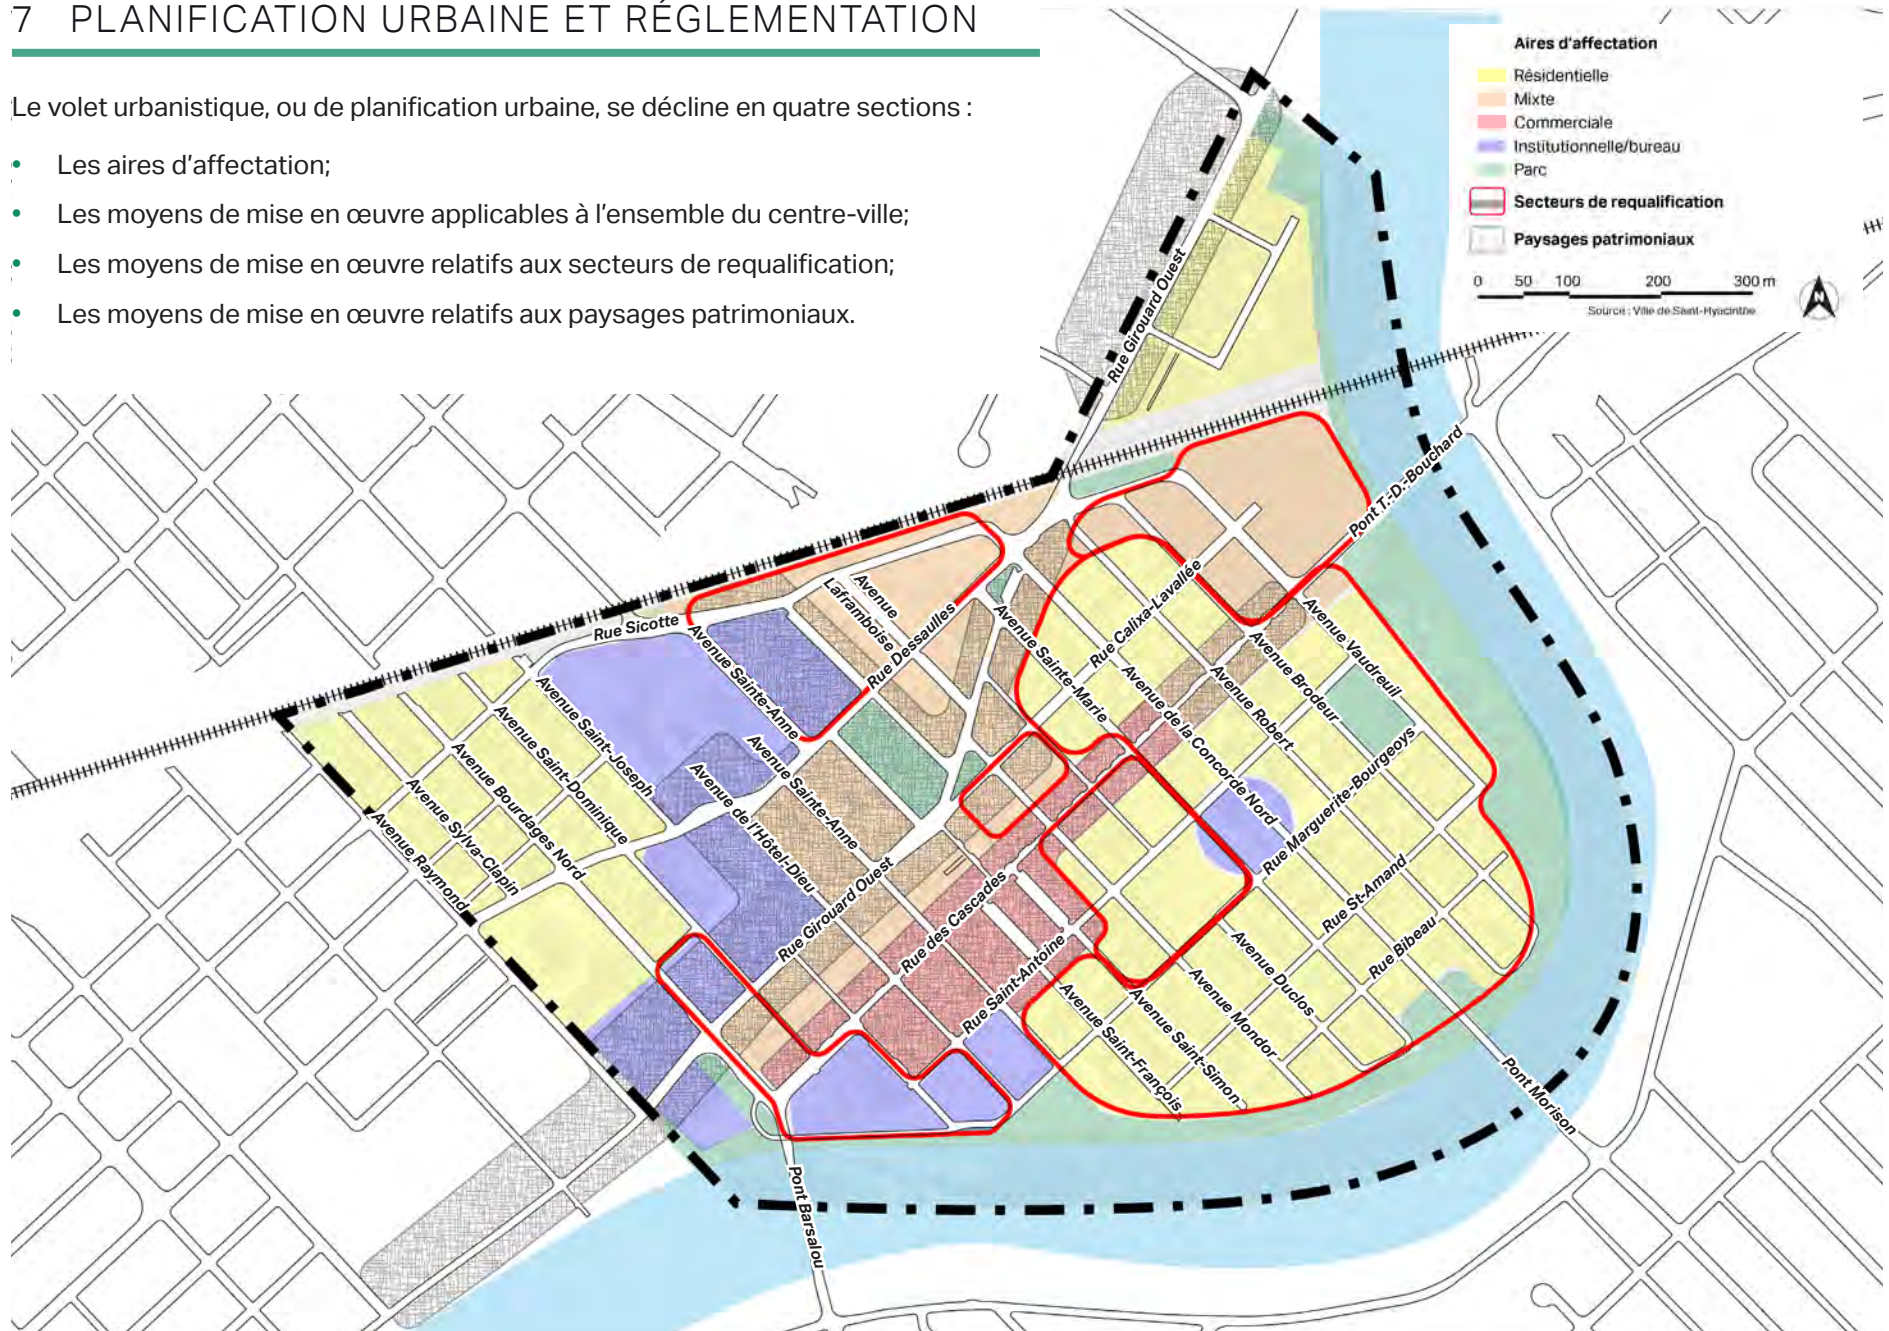 7 PLANIFICATION URBAINE ET RÉGLEMENTATION
Le volet urbanistique, ou de planification urbaine, se décline en quatre sections :
• Les aires d'affectation;
• Les moyens de mise en œuvre applicables à l'ensemble du centre-ville;
• Les moyens de mise en œuvre relatifs aux secteurs de requalification;
• Les moyens de mise en œuvre relatifs aux paysages patrimoniaux.
Aires d'affectation
Résidentielle
Mixte
Commerciale
Institutionnelle/bureau
Parc
Secteurs de requalification
Paysages patrimoniaux
0 50 100 200 300 m
Source : Ville de Saint-Hyacinthe
N
Rue Girouard Ouest
Pont T.-D.-Bouchard
Rue Sicotte
Avenue
Laframboise
Rue Dessaulles
Avenue Sainte-Anne
Avenue Sainte-Marie
Rue Calixa-Lavallée
Avenue Vaudreuil
Avenue Brodeur
Avenue Robert
Avenue de la Concorde Nord
Rue Marguerite-Bourgeoys
Avenue Saint-Joseph
Avenue Saint-Dominique
Avenue Bourdages Nord
Avenue Sylva-Clapin
Avenue Raymond
Avenue Sainte-Anne
Avenue de l'Hôtel-Dieu
Rue Girouard Ouest
Rue des Cascades
Rue Saint-Antoine
Rue St-Amand
Rue Bibeau
Avenue Duclos
Avenue Mondor
Avenue Saint-Simon
Avenue Saint-François
Pont Morison
Pont Barsalou